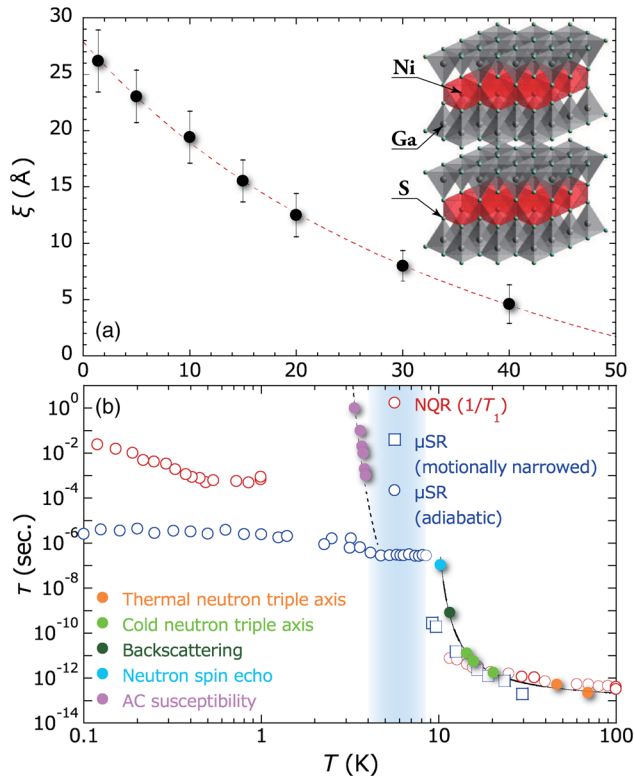 30
25
20
15
10
5
0
ξ (Å)
(a)
Ni
Ga
S
0
10
20
30
40
50
(b)
10⁰
10⁻²
10⁻⁴
10⁻⁶
10⁻⁸
10⁻¹⁰
10⁻¹²
10⁻¹⁴
τ (sec.)
NQR (1/T₁)
μSR
(motionally narrowed)
μSR
(adiabatic)
Thermal neutron triple axis
Cold neutron triple axis
Backscattering
Neutron spin echo
AC susceptibility
0.1
1
10
100
T (K)